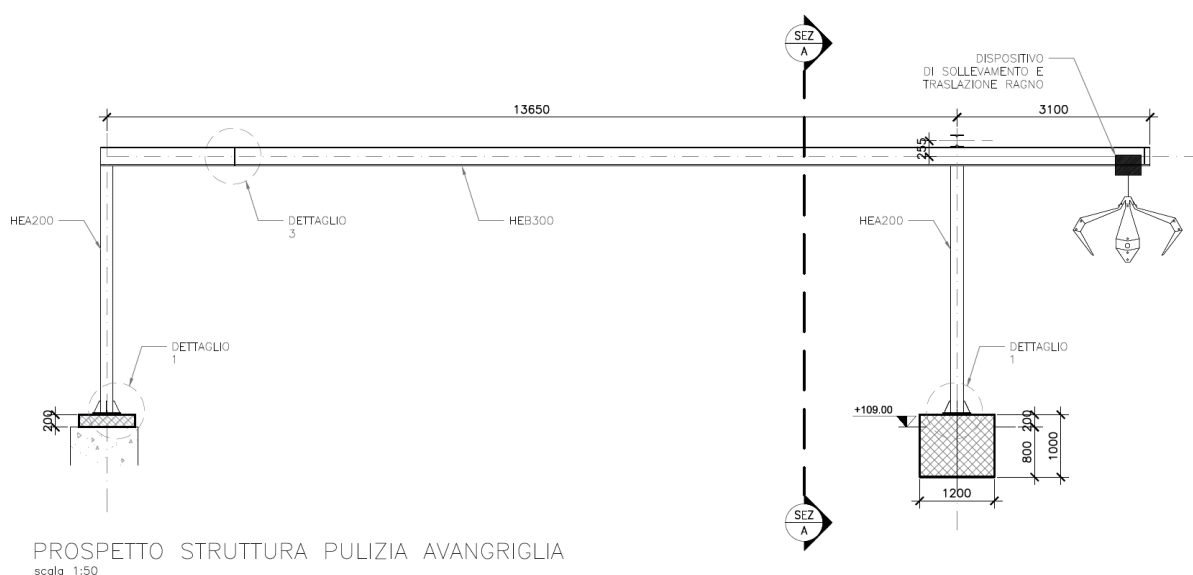 SEZ
A
DISPOSITIVO
DI SOLLEVAMENTO E
TRASLAZIONE RAGNO
13650
3100
255
HEA200
DETTAGLIO
3
HEB300
HEA200
DETTAGLIO
1
DETTAGLIO
1
200
+109.00
200
800
1000
1200
SEZ
A
PROSPETTO STRUTTURA PULIZIA AVANGRIGLIA
scala 1:50